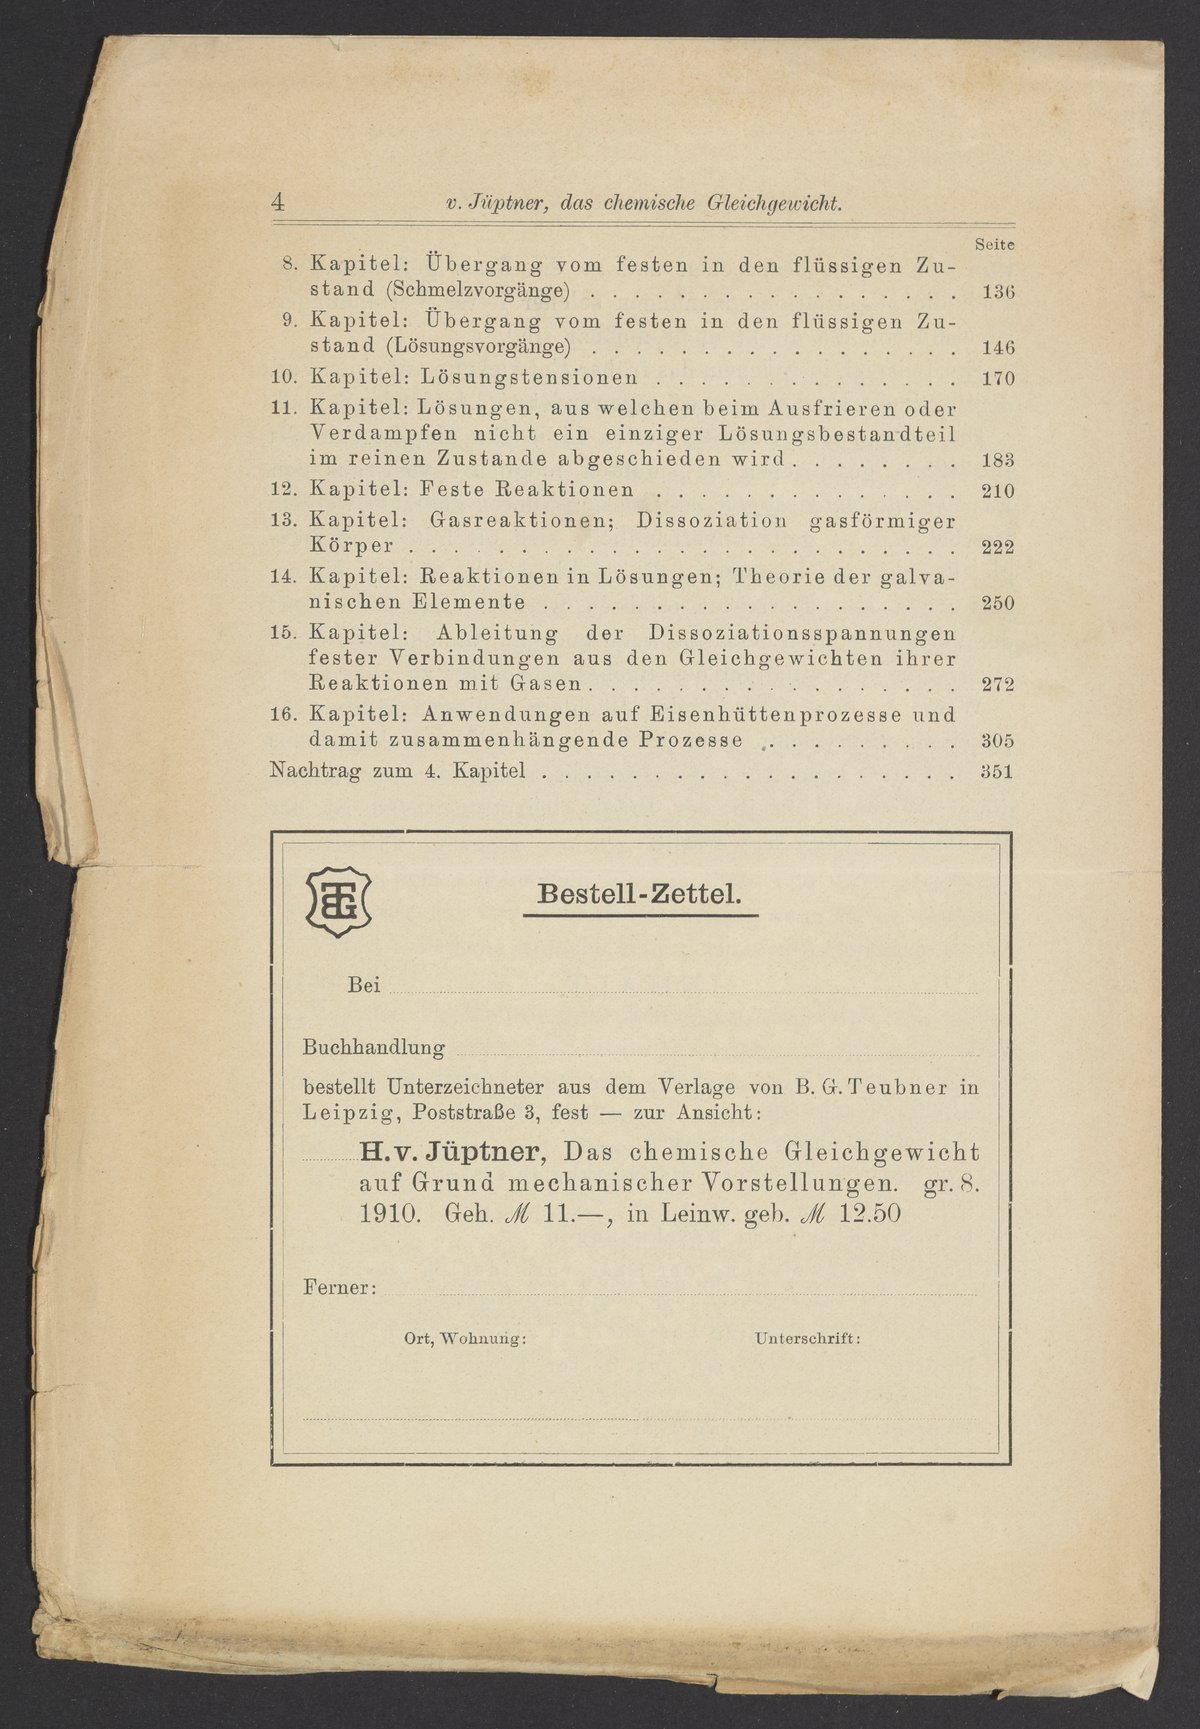 4 v. Jüptner, das chemische Gleichgewicht.
Seite
8. Kapitel: Übergang vom festen in den flüssigen Zu-
stand (Schmelzvorgänge) . . . . . . . . . . . . . . . . . 136
9. Kapitel: Übergang vom festen in den flüssigen Zu-
stand (Lösungsvorgänge) . . . . . . . . . . . . . . . . . 146
10. Kapitel: Lösungstensionen . . . . . . . . . . . . . . 170
11. Kapitel: Lösungen, aus welchen beim Ausfrieren oder
Verdampfen nicht ein einziger Lösungsbestandteil
im reinen Zustande abgeschieden wird . . . . . . . . 183
12. Kapitel: Feste Reaktionen . . . . . . . . . . . . . . 210
13. Kapitel: Gasreaktionen; Dissoziation gasförmiger
Körper . . . . . . . . . . . . . . . . . . . . . . . . . 222
14. Kapitel: Reaktionen in Lösungen; Theorie der galva-
nischen Elemente . . . . . . . . . . . . . . . . . . . 250
15. Kapitel: Ableitung der Dissoziationsspannungen
fester Verbindungen aus den Gleichgewichten ihrer
Reaktionen mit Gasen . . . . . . . . . . . . . . . . . 272
16. Kapitel: Anwendungen auf Eisenhüttenprozesse und
damit zusammenhängende Prozesse . . . . . . . . . 305
Nachtrag zum 4. Kapitel . . . . . . . . . . . . . . . . . . . 351
BTG
Bestell-Zettel.
Bei
Buchhandlung
bestellt Unterzeichneter aus dem Verlage von B. G. Teubner in
Leipzig, Poststraße 3, fest — zur Ansicht:
H. v. Jüptner, Das chemische Gleichgewicht
auf Grund mechanischer Vorstellungen. gr. 8.
1910. Geh. ℳ 11.—, in Leinw. geb. ℳ 12.50
Ferner:
Ort, Wohnung: Unterschrift: